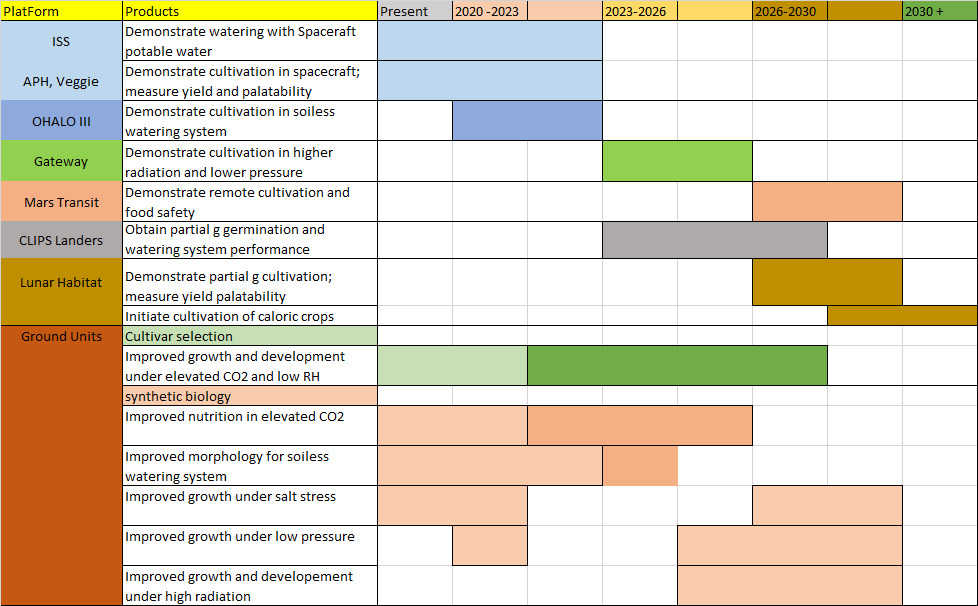 PlatForm Products Present 2020 -2023 2023-2026 2026-2030 2030 +
ISS
Demonstrate watering with Spaceraft
potable water
APH, Veggie
Demonstrate cultivation in spacecraft;
measure yield and palatability
OHALO III
Demonstrate cultivation in soiless
watering system
Gateway
Demonstrate cultivation in higher
radiation and lower pressure
Mars Transit
Demonstrate remote cultivation and
food safety
CLIPS Landers
Obtain partial g germination and
watering system performance
Lunar Habitat
Demonstrate partial g cultivation;
measure yield palatability
Initiate cultivation of caloric crops
Ground Units
Cultivar selection
Improved growth and development
under elevated CO2 and low RH
synthetic biology
Improved nutrition in elevated CO2
Improved morphology for soiless
watering system
Improved growth under salt stress
Improved growth under low pressure
Improved growth and developement
under high radiation